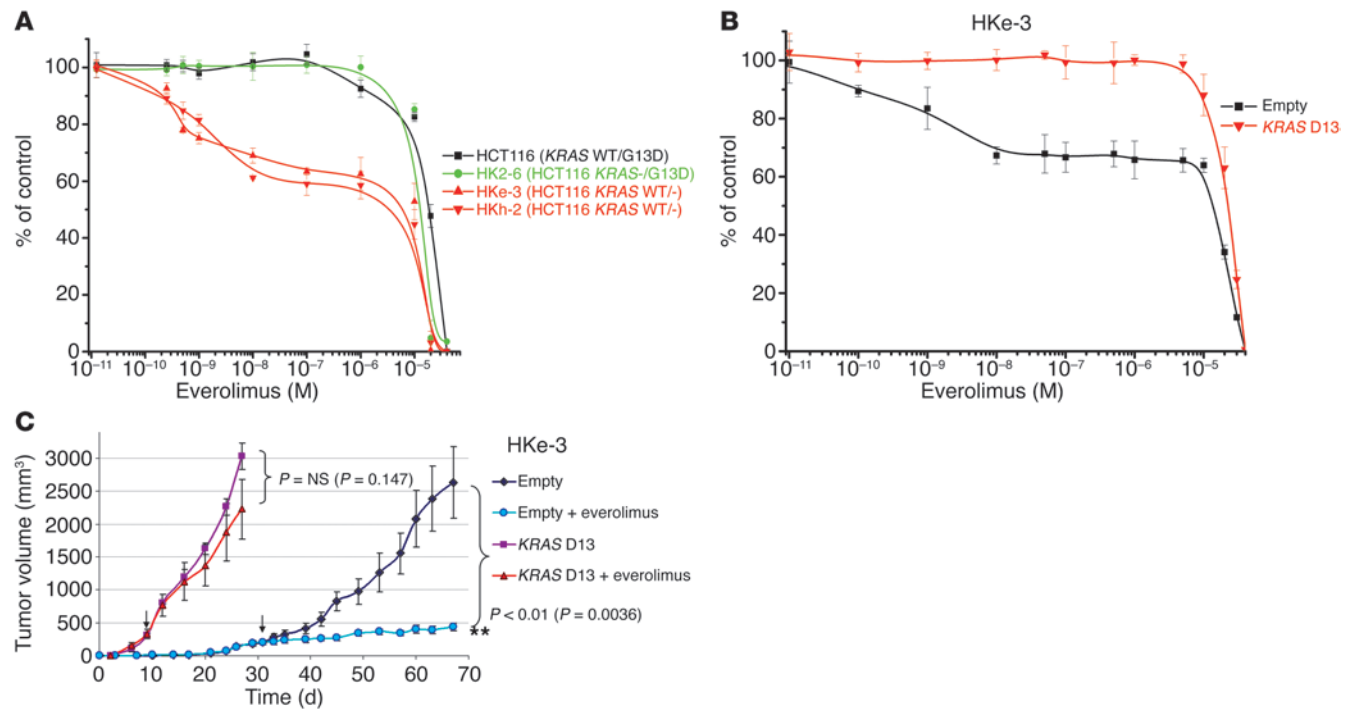 A
100
80
60
40
20
0
% of control
10⁻¹¹ 10⁻¹⁰ 10⁻⁹ 10⁻⁸ 10⁻⁷ 10⁻⁶ 10⁻⁵
Everolimus (M)
HCT116 (KRAS WT/G13D)
HK2-6 (HCT116 KRAS-/G13D)
HKe-3 (HCT116 KRAS WT/-)
HKh-2 (HCT116 KRAS WT/-)
B
HKe-3
100
80
60
40
20
0
% of control
10⁻¹¹ 10⁻¹⁰ 10⁻⁹ 10⁻⁸ 10⁻⁷ 10⁻⁶ 10⁻⁵
Everolimus (M)
Empty
KRAS D13
C
3000
2500
2000
1500
1000
500
0
Tumor volume (mm³)
0 10 20 30 40 50 60 70
Time (d)
P = NS (P = 0.147)
HKe-3
Empty
Empty + everolimus
KRAS D13
KRAS D13 + everolimus
P < 0.01 (P = 0.0036)
**